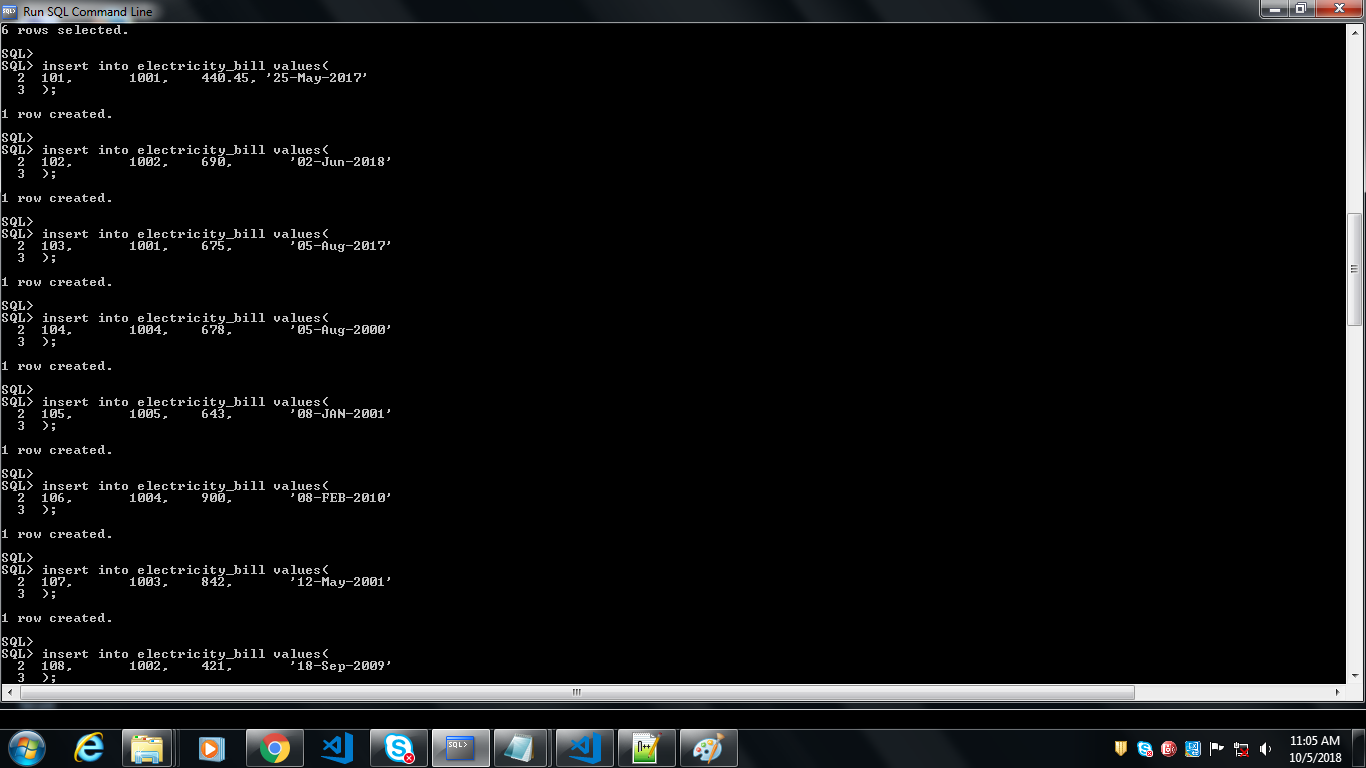 Run SQL Command Line
6 rows selected.
SQL>
SQL> insert into electricity_bill values(
2 101, 1001, 440.45, '25-May-2017'
3 );
1 row created.
SQL>
SQL> insert into electricity_bill values(
2 102, 1002, 690, '02-Jun-2018'
3 );
1 row created.
SQL>
SQL> insert into electricity_bill values(
2 103, 1001, 675, '05-Aug-2017'
3 );
1 row created.
SQL>
SQL> insert into electricity_bill values(
2 104, 1004, 678, '05-Aug-2000'
3 );
1 row created.
SQL>
SQL> insert into electricity_bill values(
2 105, 1005, 643, '08-JAN-2001'
3 );
1 row created.
SQL>
SQL> insert into electricity_bill values(
2 106, 1004, 900, '08-FEB-2010'
3 );
1 row created.
SQL>
SQL> insert into electricity_bill values(
2 107, 1003, 842, '12-May-2001'
3 );
1 row created.
SQL>
SQL> insert into electricity_bill values(
2 108, 1002, 421, '18-Sep-2009'
3 );
SQL>
11:05 AM
10/5/2018